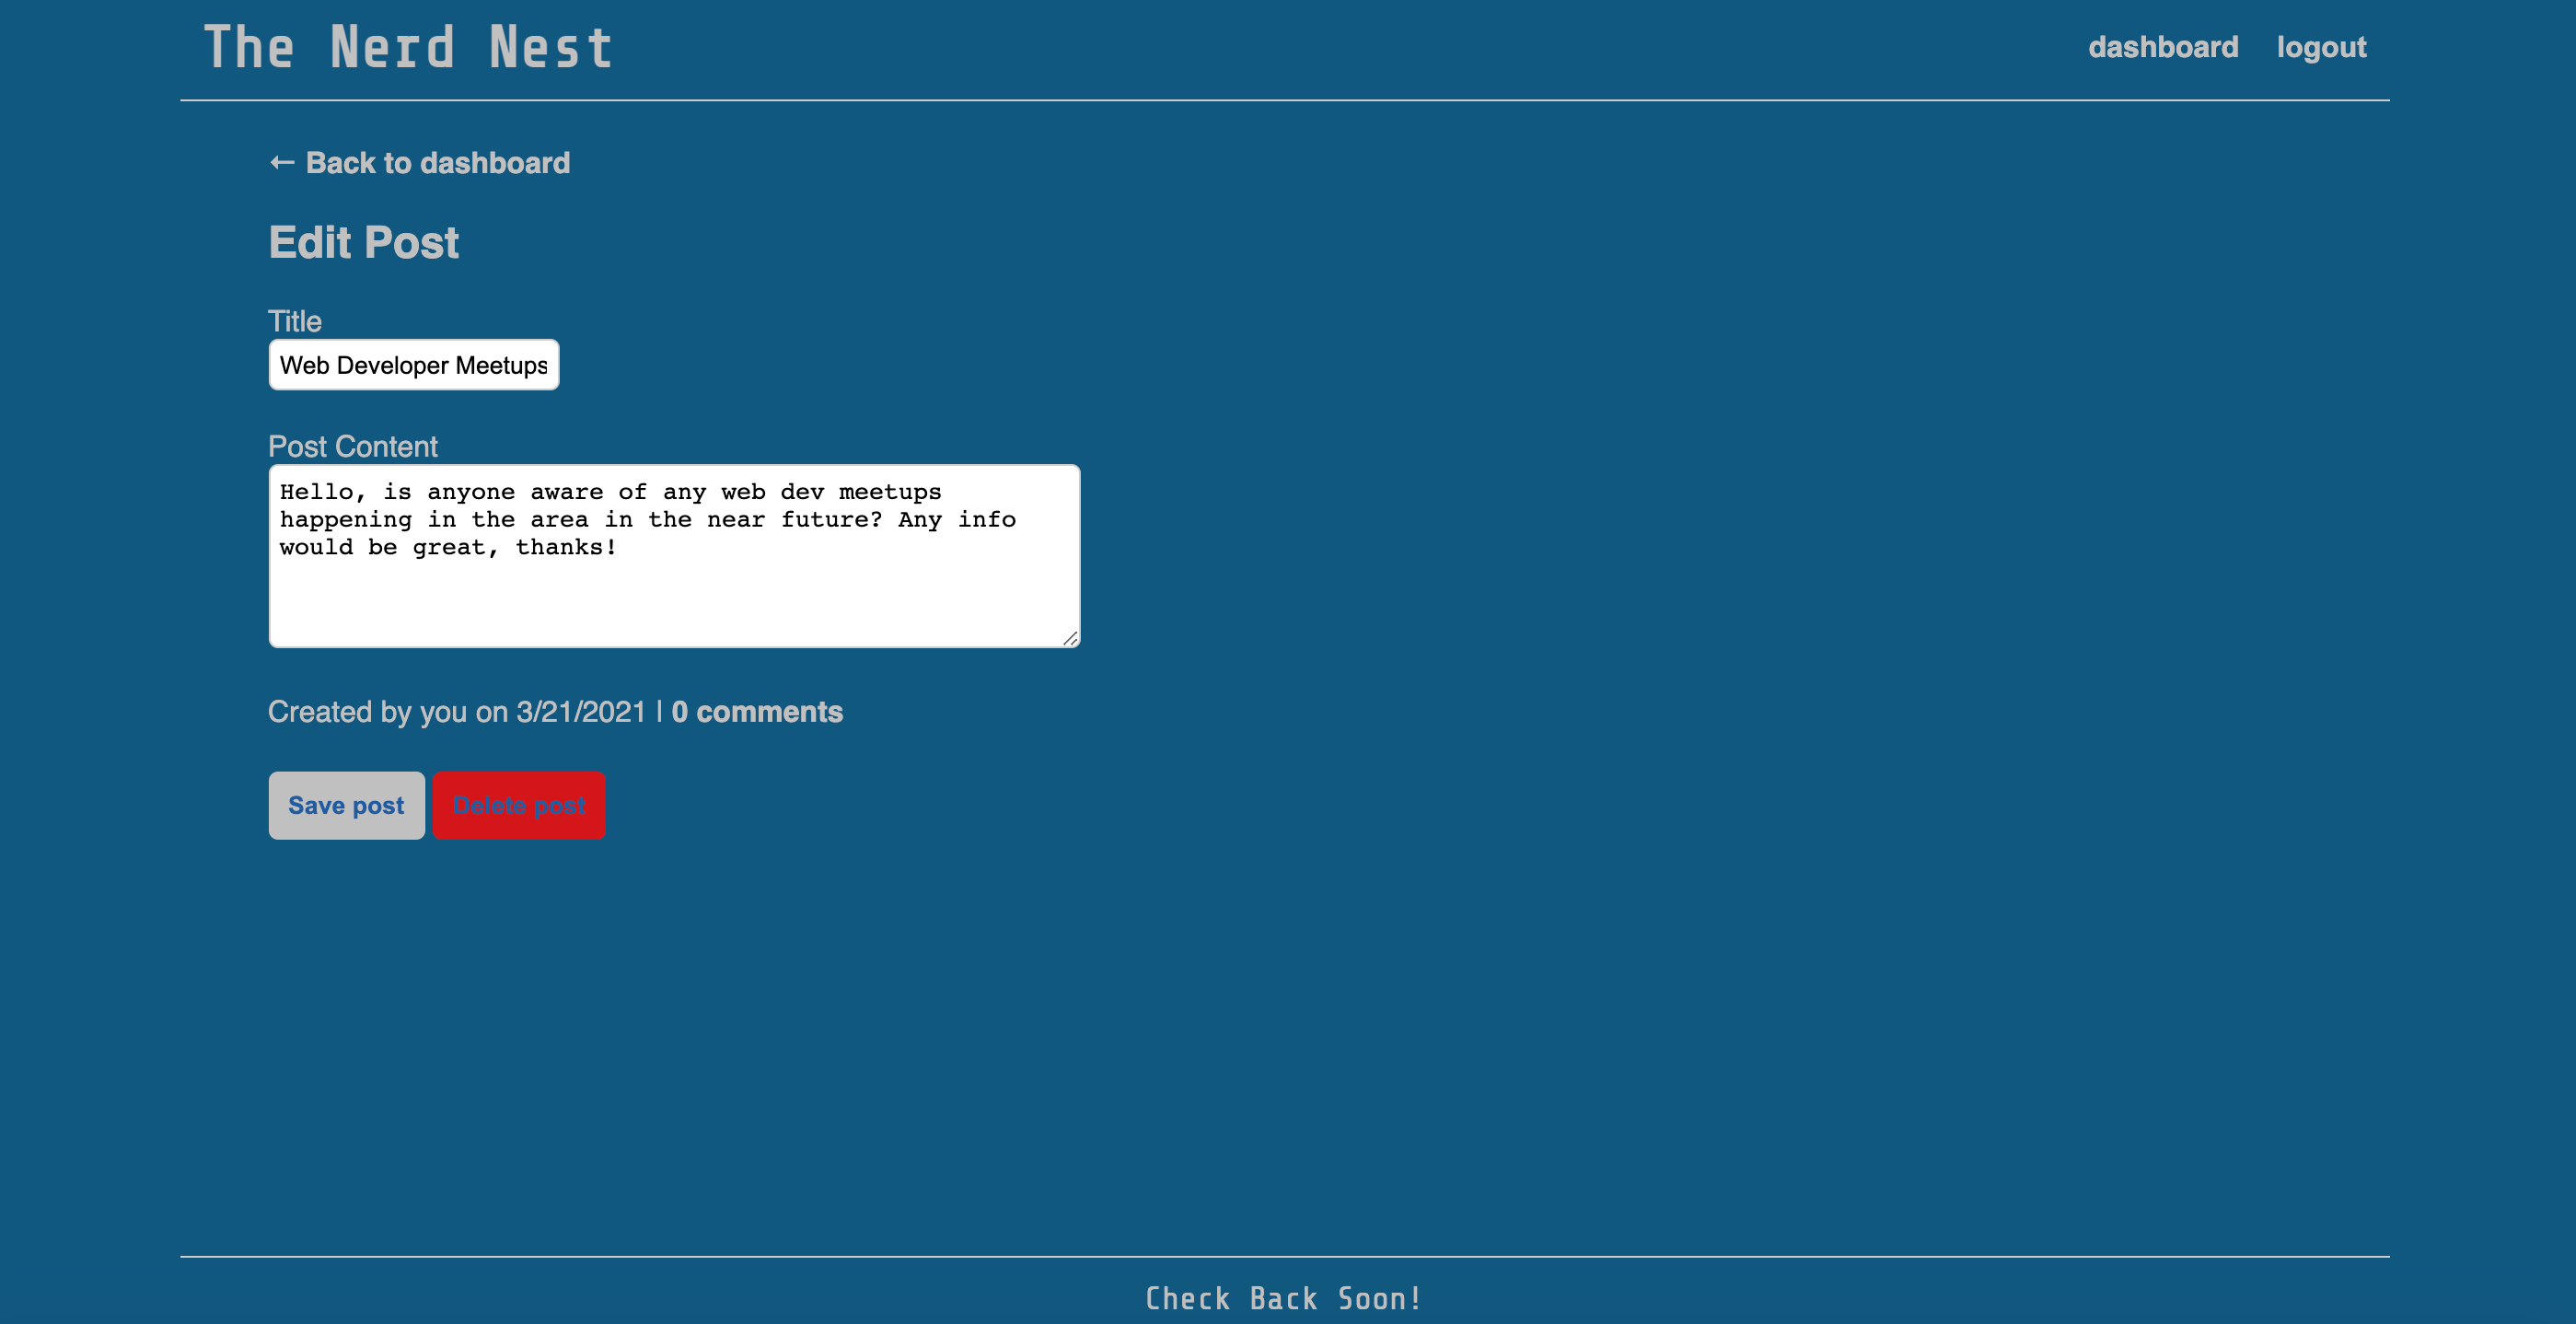 The Nerd Nest
dashboard logout
← Back to dashboard
Edit Post
Title
Web Developer Meetups
Post Content
Hello, is anyone aware of any web dev meetups
happening in the area in the near future? Any info
would be great, thanks!
Created by you on 3/21/2021 | 0 comments
Save post Delete post
Check Back Soon!